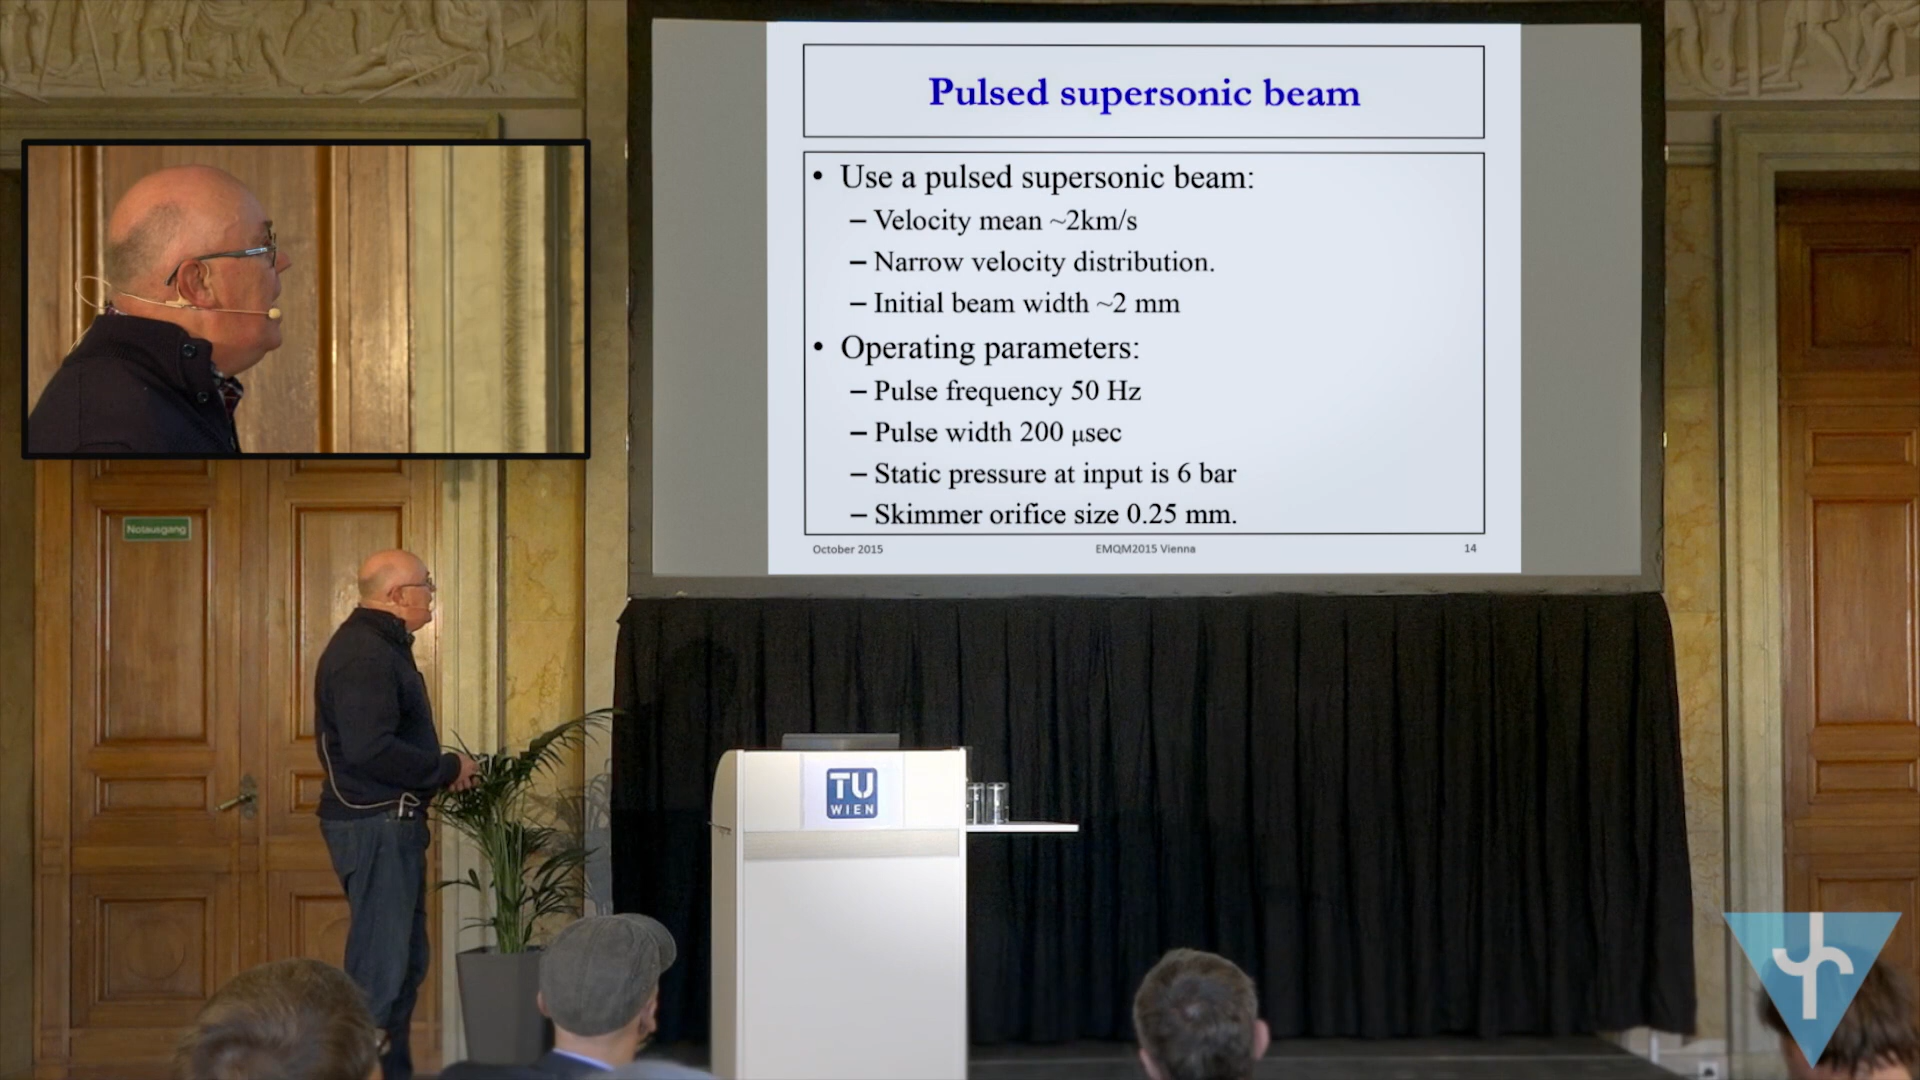 Pulsed supersonic beam
• Use a pulsed supersonic beam:
– Velocity mean ~2km/s
– Narrow velocity distribution.
– Initial beam width ~2 mm
• Operating parameters:
– Pulse frequency 50 Hz
– Pulse width 200 μsec
– Static pressure at input is 6 bar
– Skimmer orifice size 0.25 mm.
October 2015 EMQM2015 Vienna 14
Notausgang
TU
WIEN